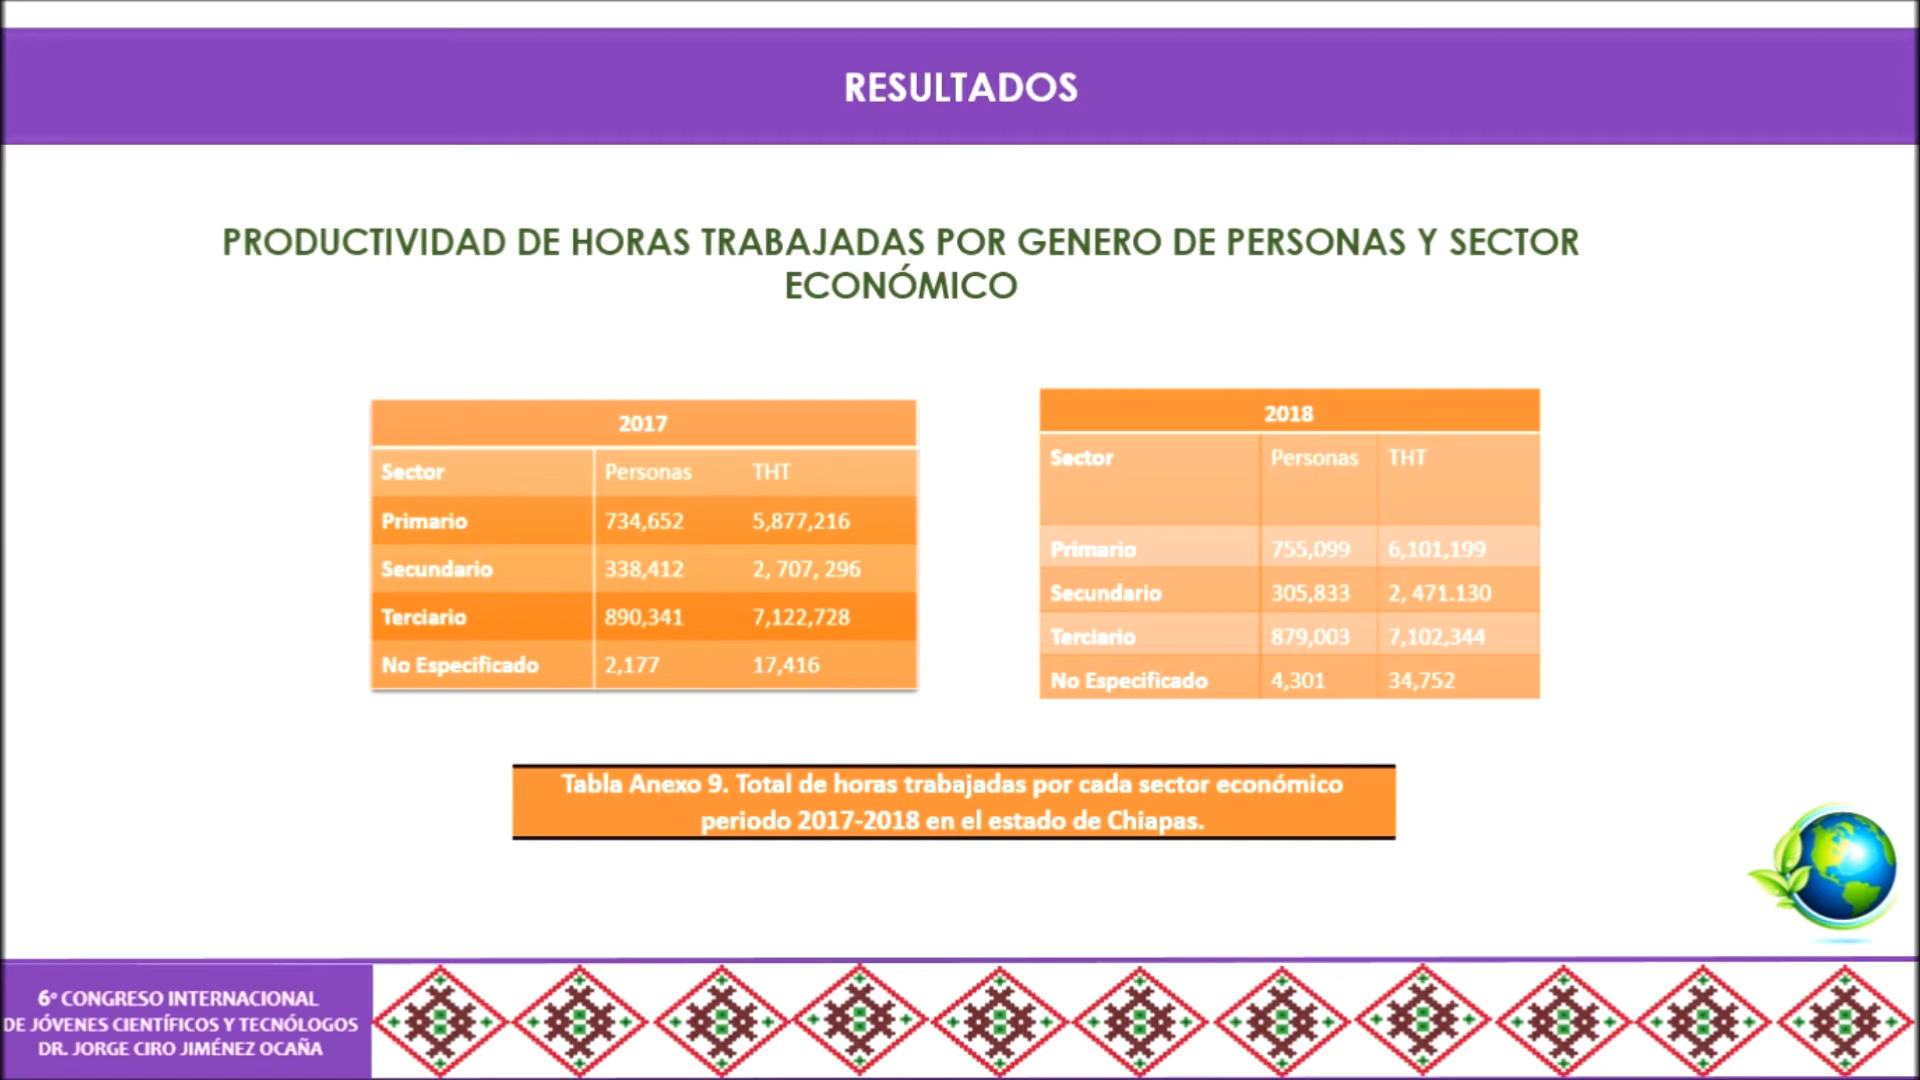 RESULTADOS
PRODUCTIVIDAD DE HORAS TRABAJADAS POR GENERO DE PERSONAS Y SECTOR
ECONÓMICO
2017
Sector Personas THT
Primario 734,652 5,877,216
Secundario 338,412 2, 707, 296
Terciario 890,341 7,122,728
No Especificado 2,177 17,416
2018
Sector Personas THT
Primario 755,099 6,101,199
Secundario 305,833 2, 471.130
Terciario 879,003 7,102,344
No Especificado 4,301 34,752
Tabla Anexo 9. Total de horas trabajadas por cada sector económico
periodo 2017-2018 en el estado de Chiapas.
6º CONGRESO INTERNACIONAL
DE JÓVENES CIENTÍFICOS Y TECNÓLOGOS
DR. JORGE CIRO JIMÉNEZ OCAÑA